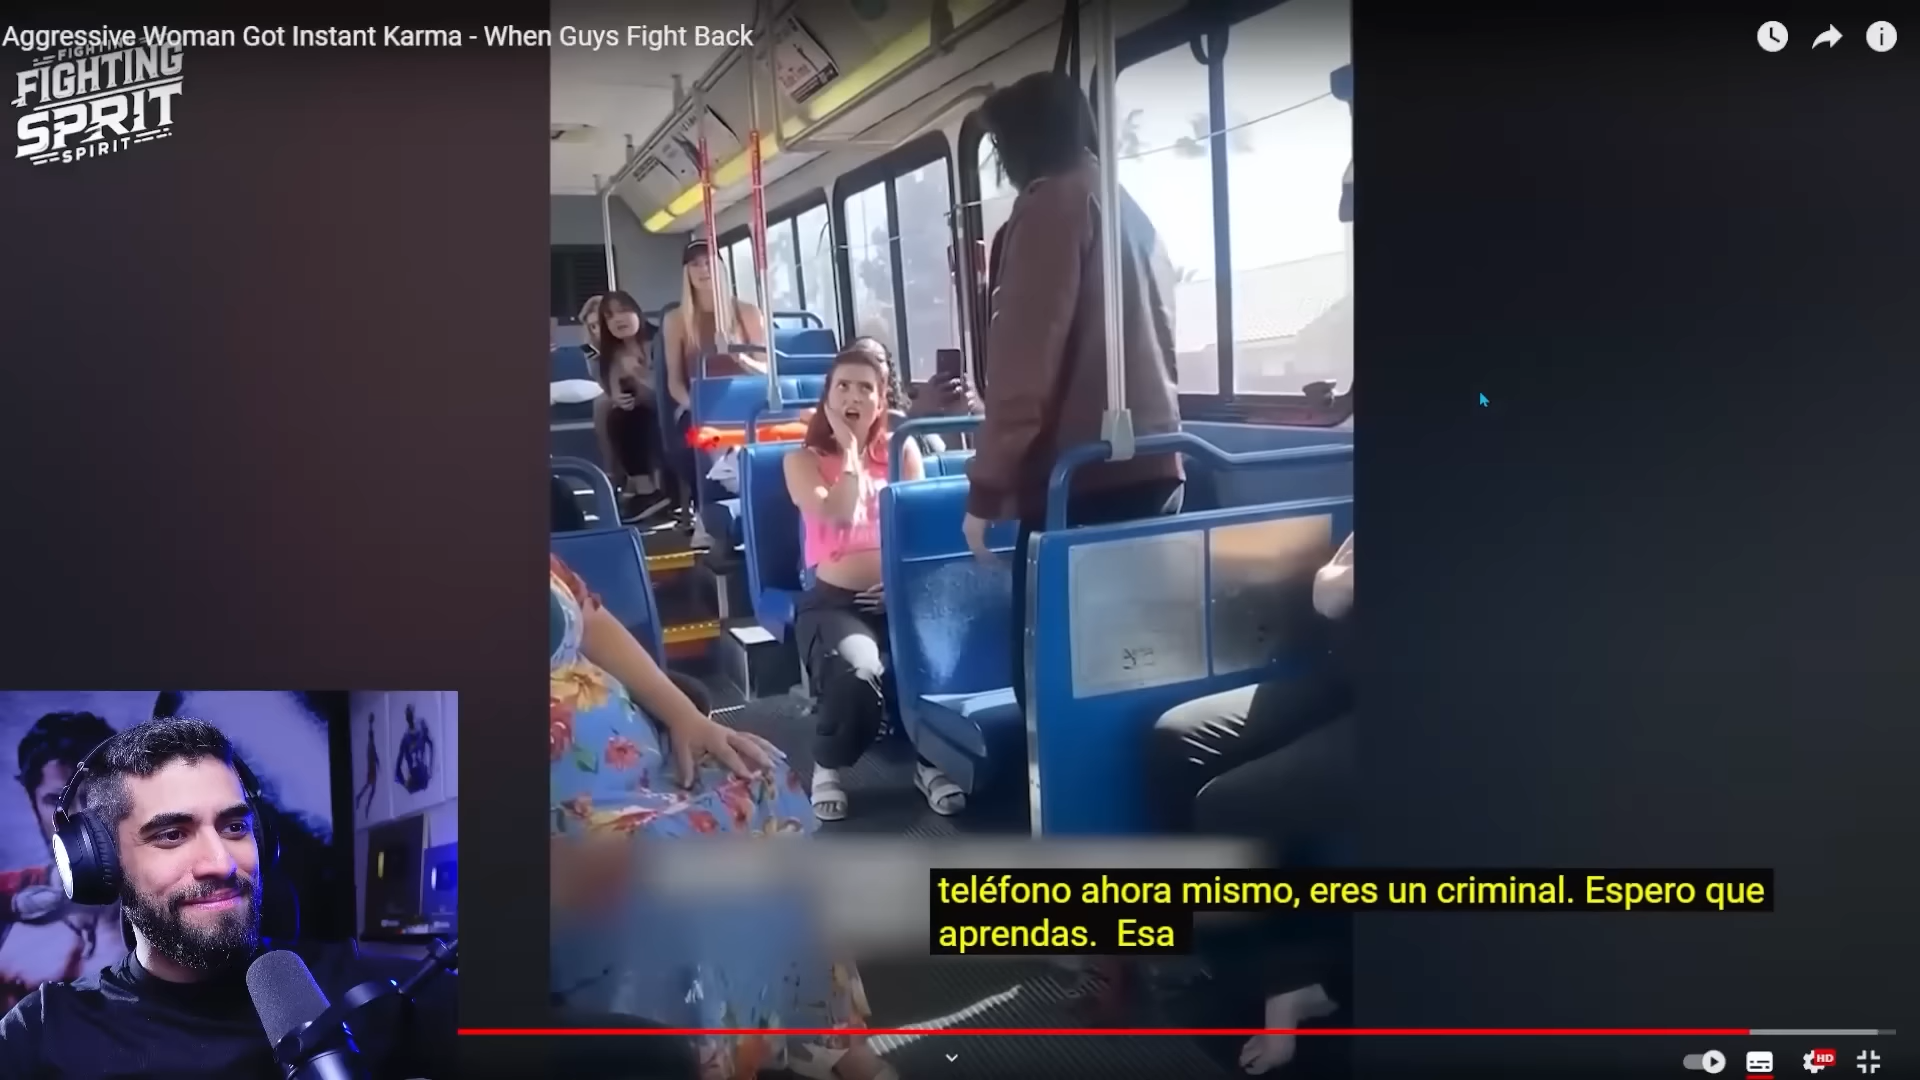 Aggressive Woman Got Instant Karma - When Guys Fight Back
FIGHTING
FIGHTING
SPRIT
SPIRIT
teléfono ahora mismo, eres un criminal. Espero que
aprendas. Esa
HD